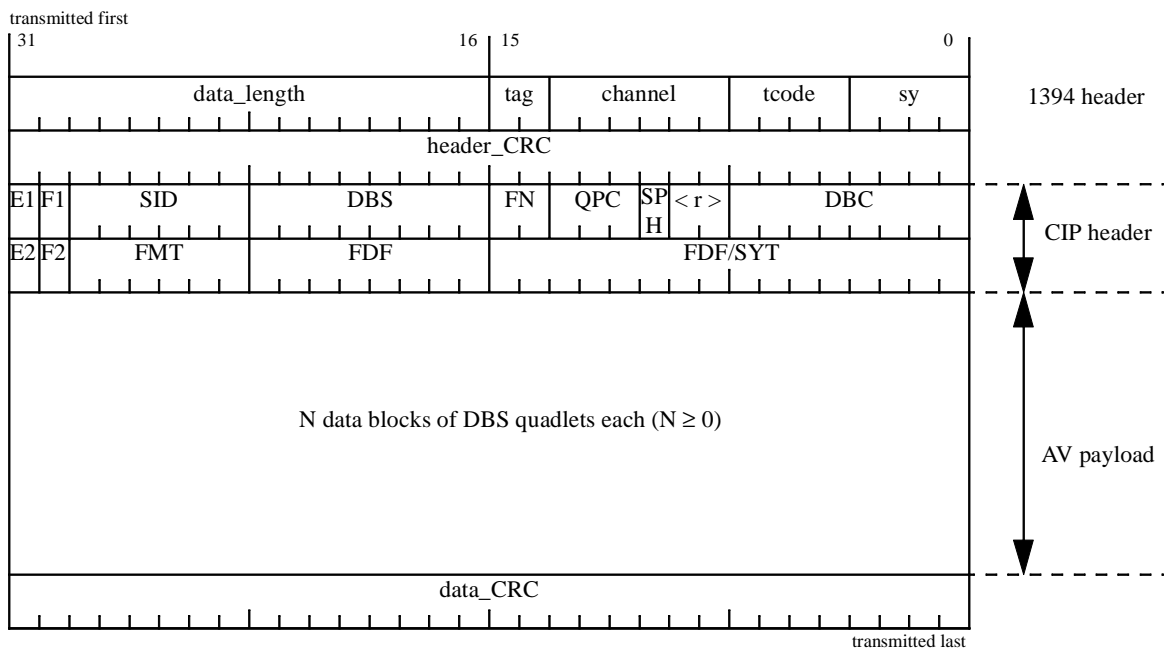 transmitted first
31 16 15 0
data_length tag channel tcode sy 1394 header
header_CRC
E1 F1 SID DBS FN QPC SP < r > DBC
H
CIP header
E2 F2 FMT FDF FDF/SYT
N data blocks of DBS quadlets each (N ≥ 0)
AV payload
data_CRC
transmitted last